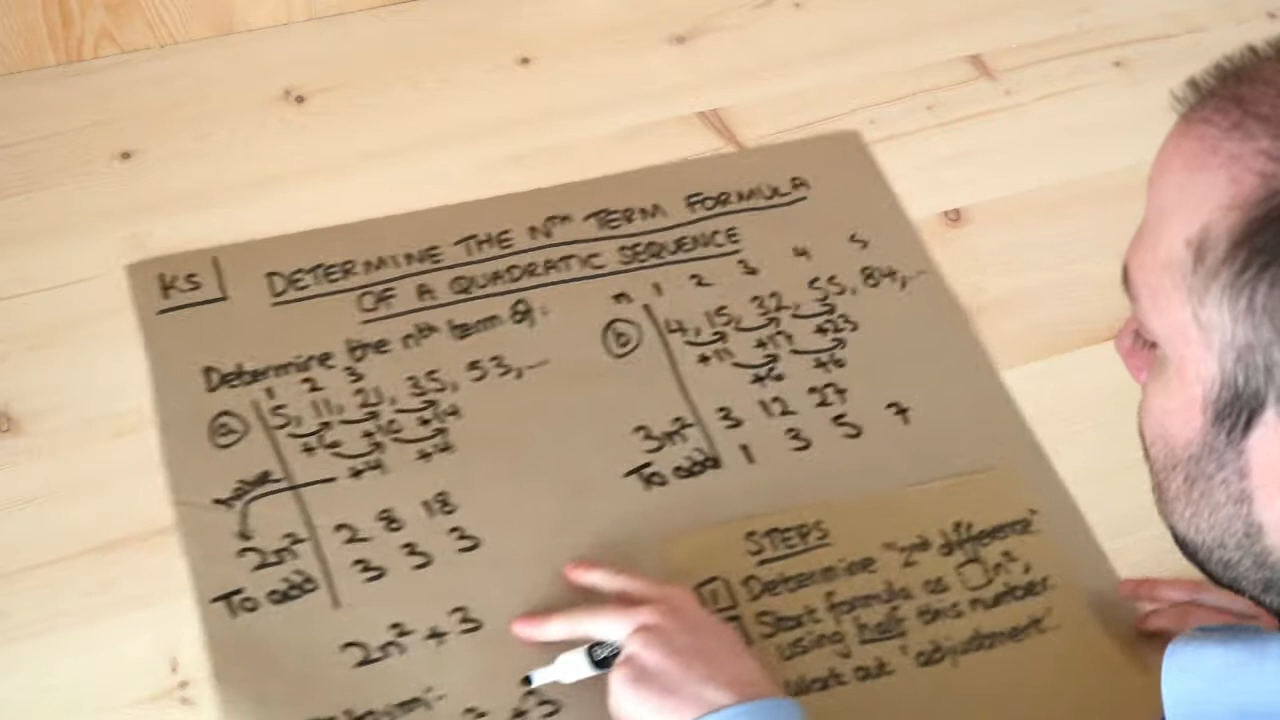 KS
DETERMINE THE NTH TERM FORMULA
OF A QUADRATIC SEQUENCE
Determine the nth term of:
1 2 3
a 5, 11, 21, 35, 53,...
+6 +10 +14
+4 +4
halve
2n² 2 8 18
To add 3 3 3
2n² + 3
n 1 2 3 4 5
b 4, 15, 32, 55, 84,...
+11 +17 +23
+6 +6
3n² 3 12 27
To add 1 3 5 7
STEPS
1 Determine "2nd difference"
Start formula as □n²,
using half this number
Work out "adjustment".